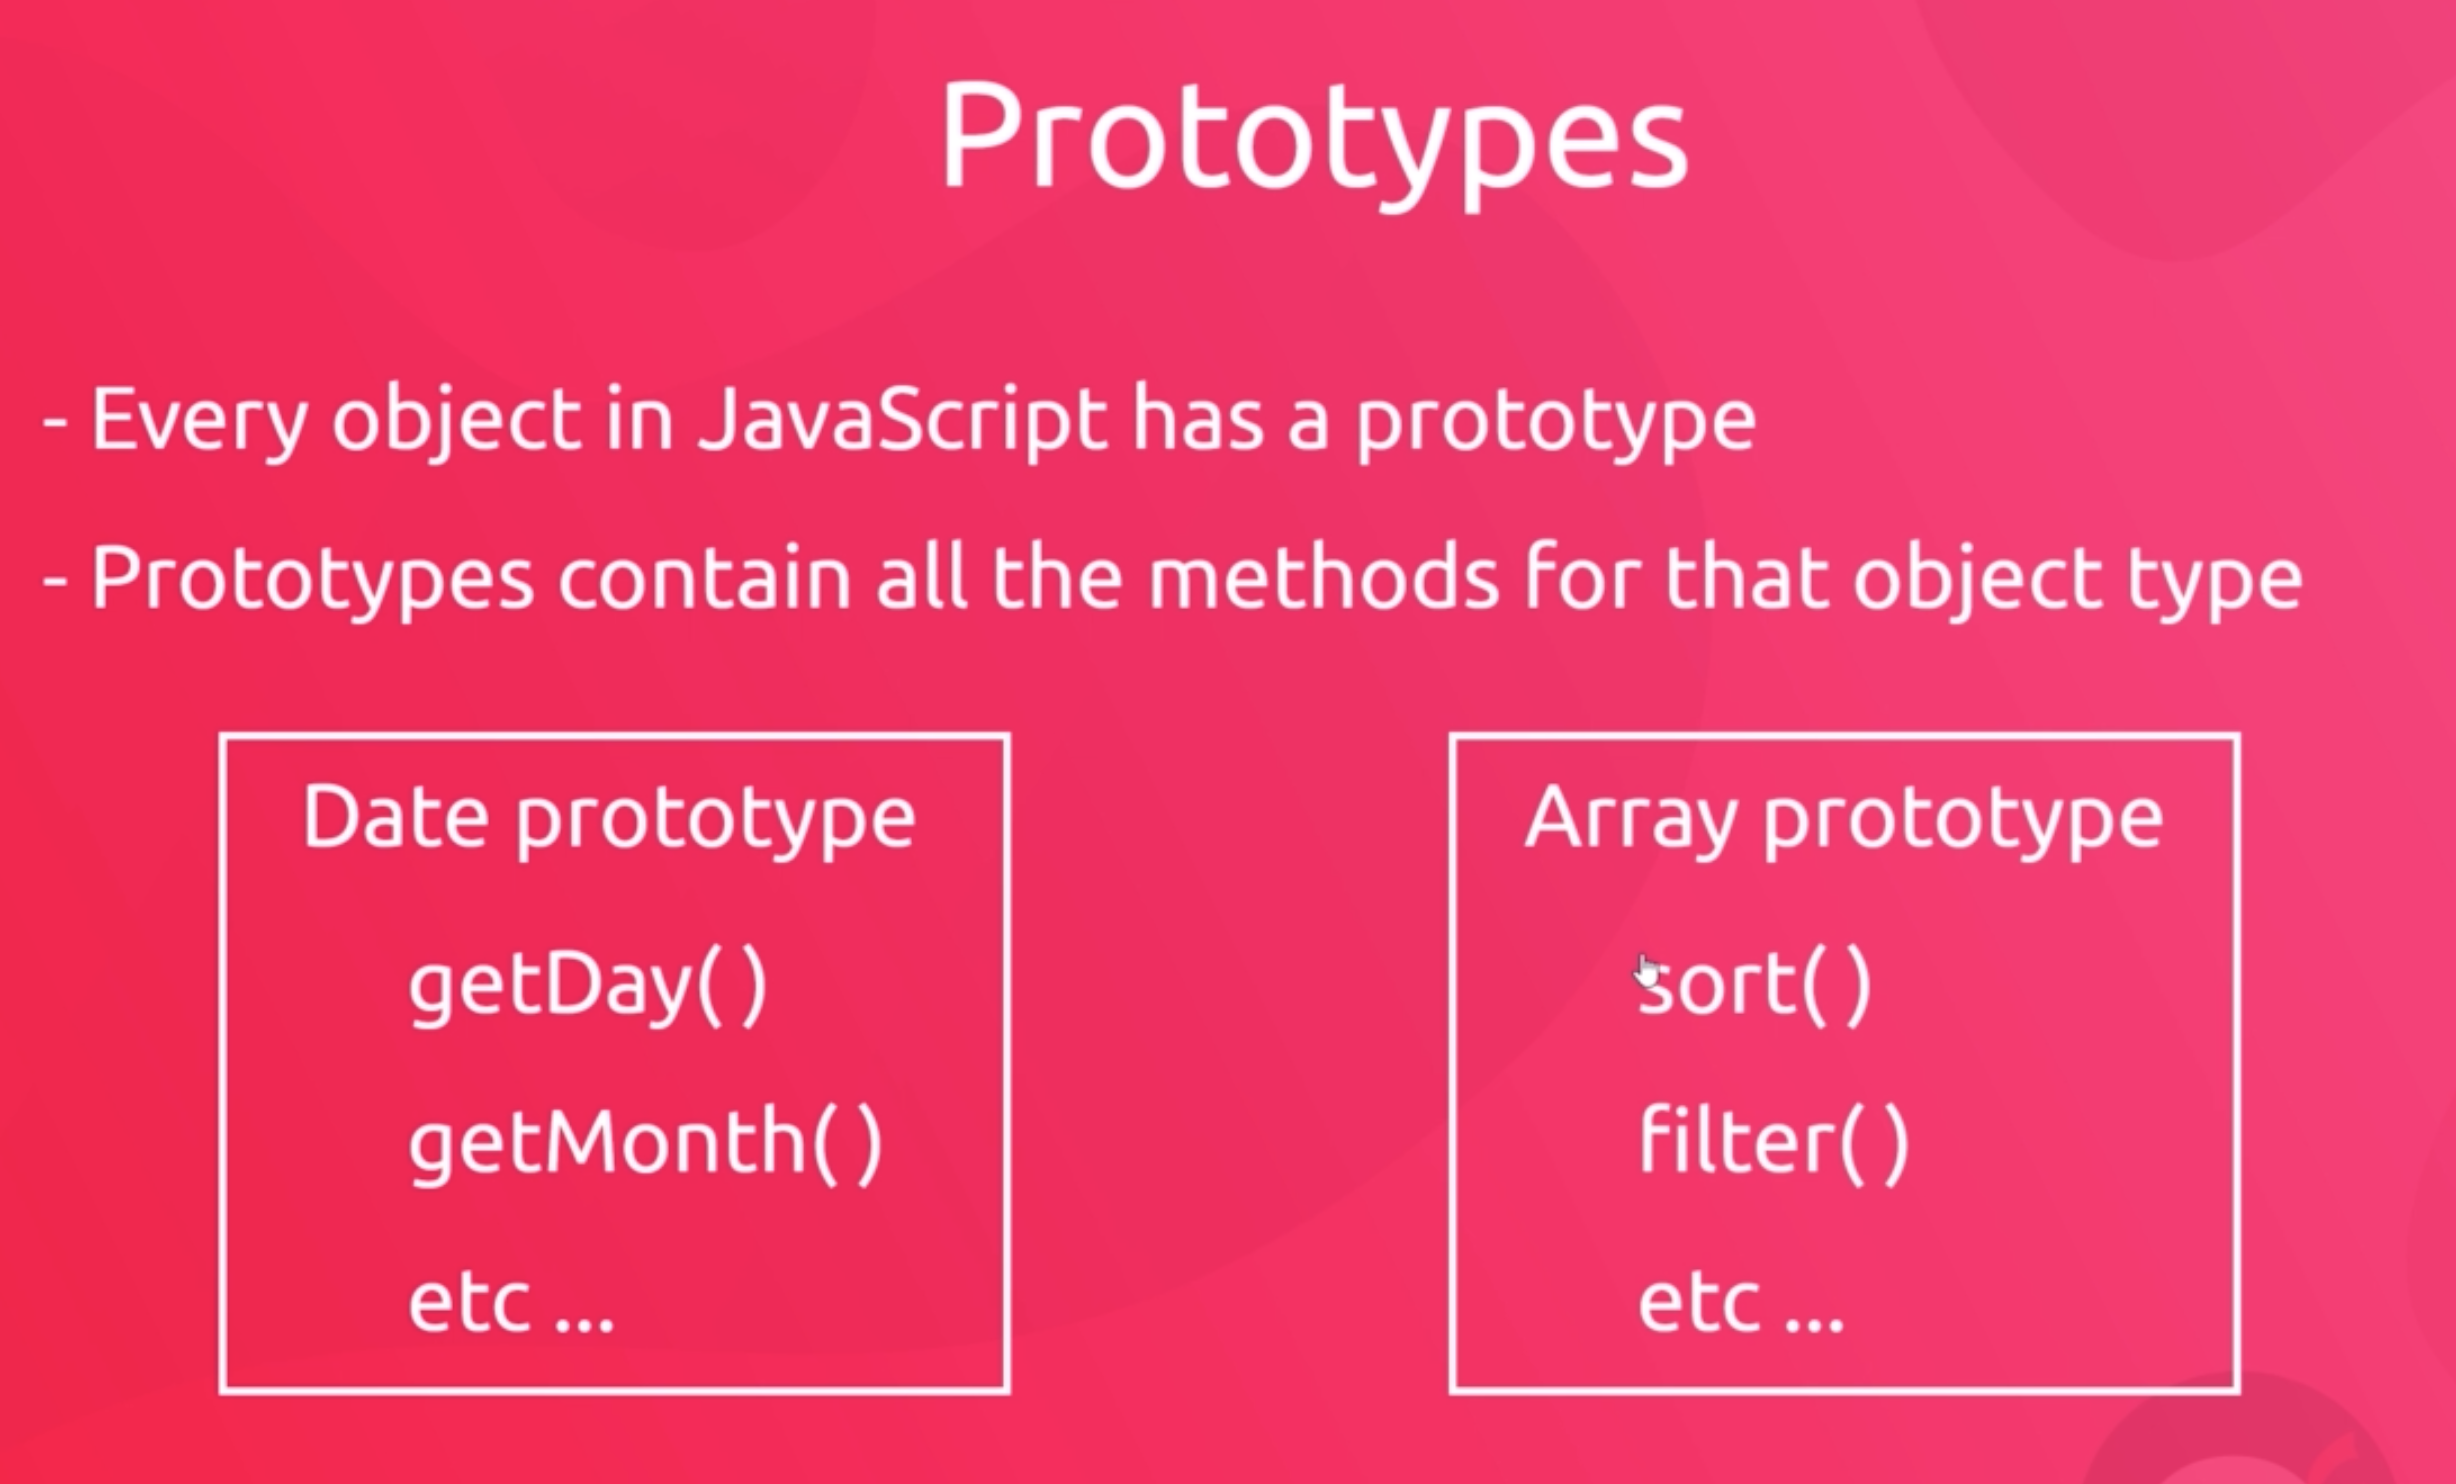 Prototypes
- Every object in JavaScript has a prototype
- Prototypes contain all the methods for that object type
Date prototype
getDay()
getMonth()
etc ...
Array prototype
sort()
filter()
etc ...